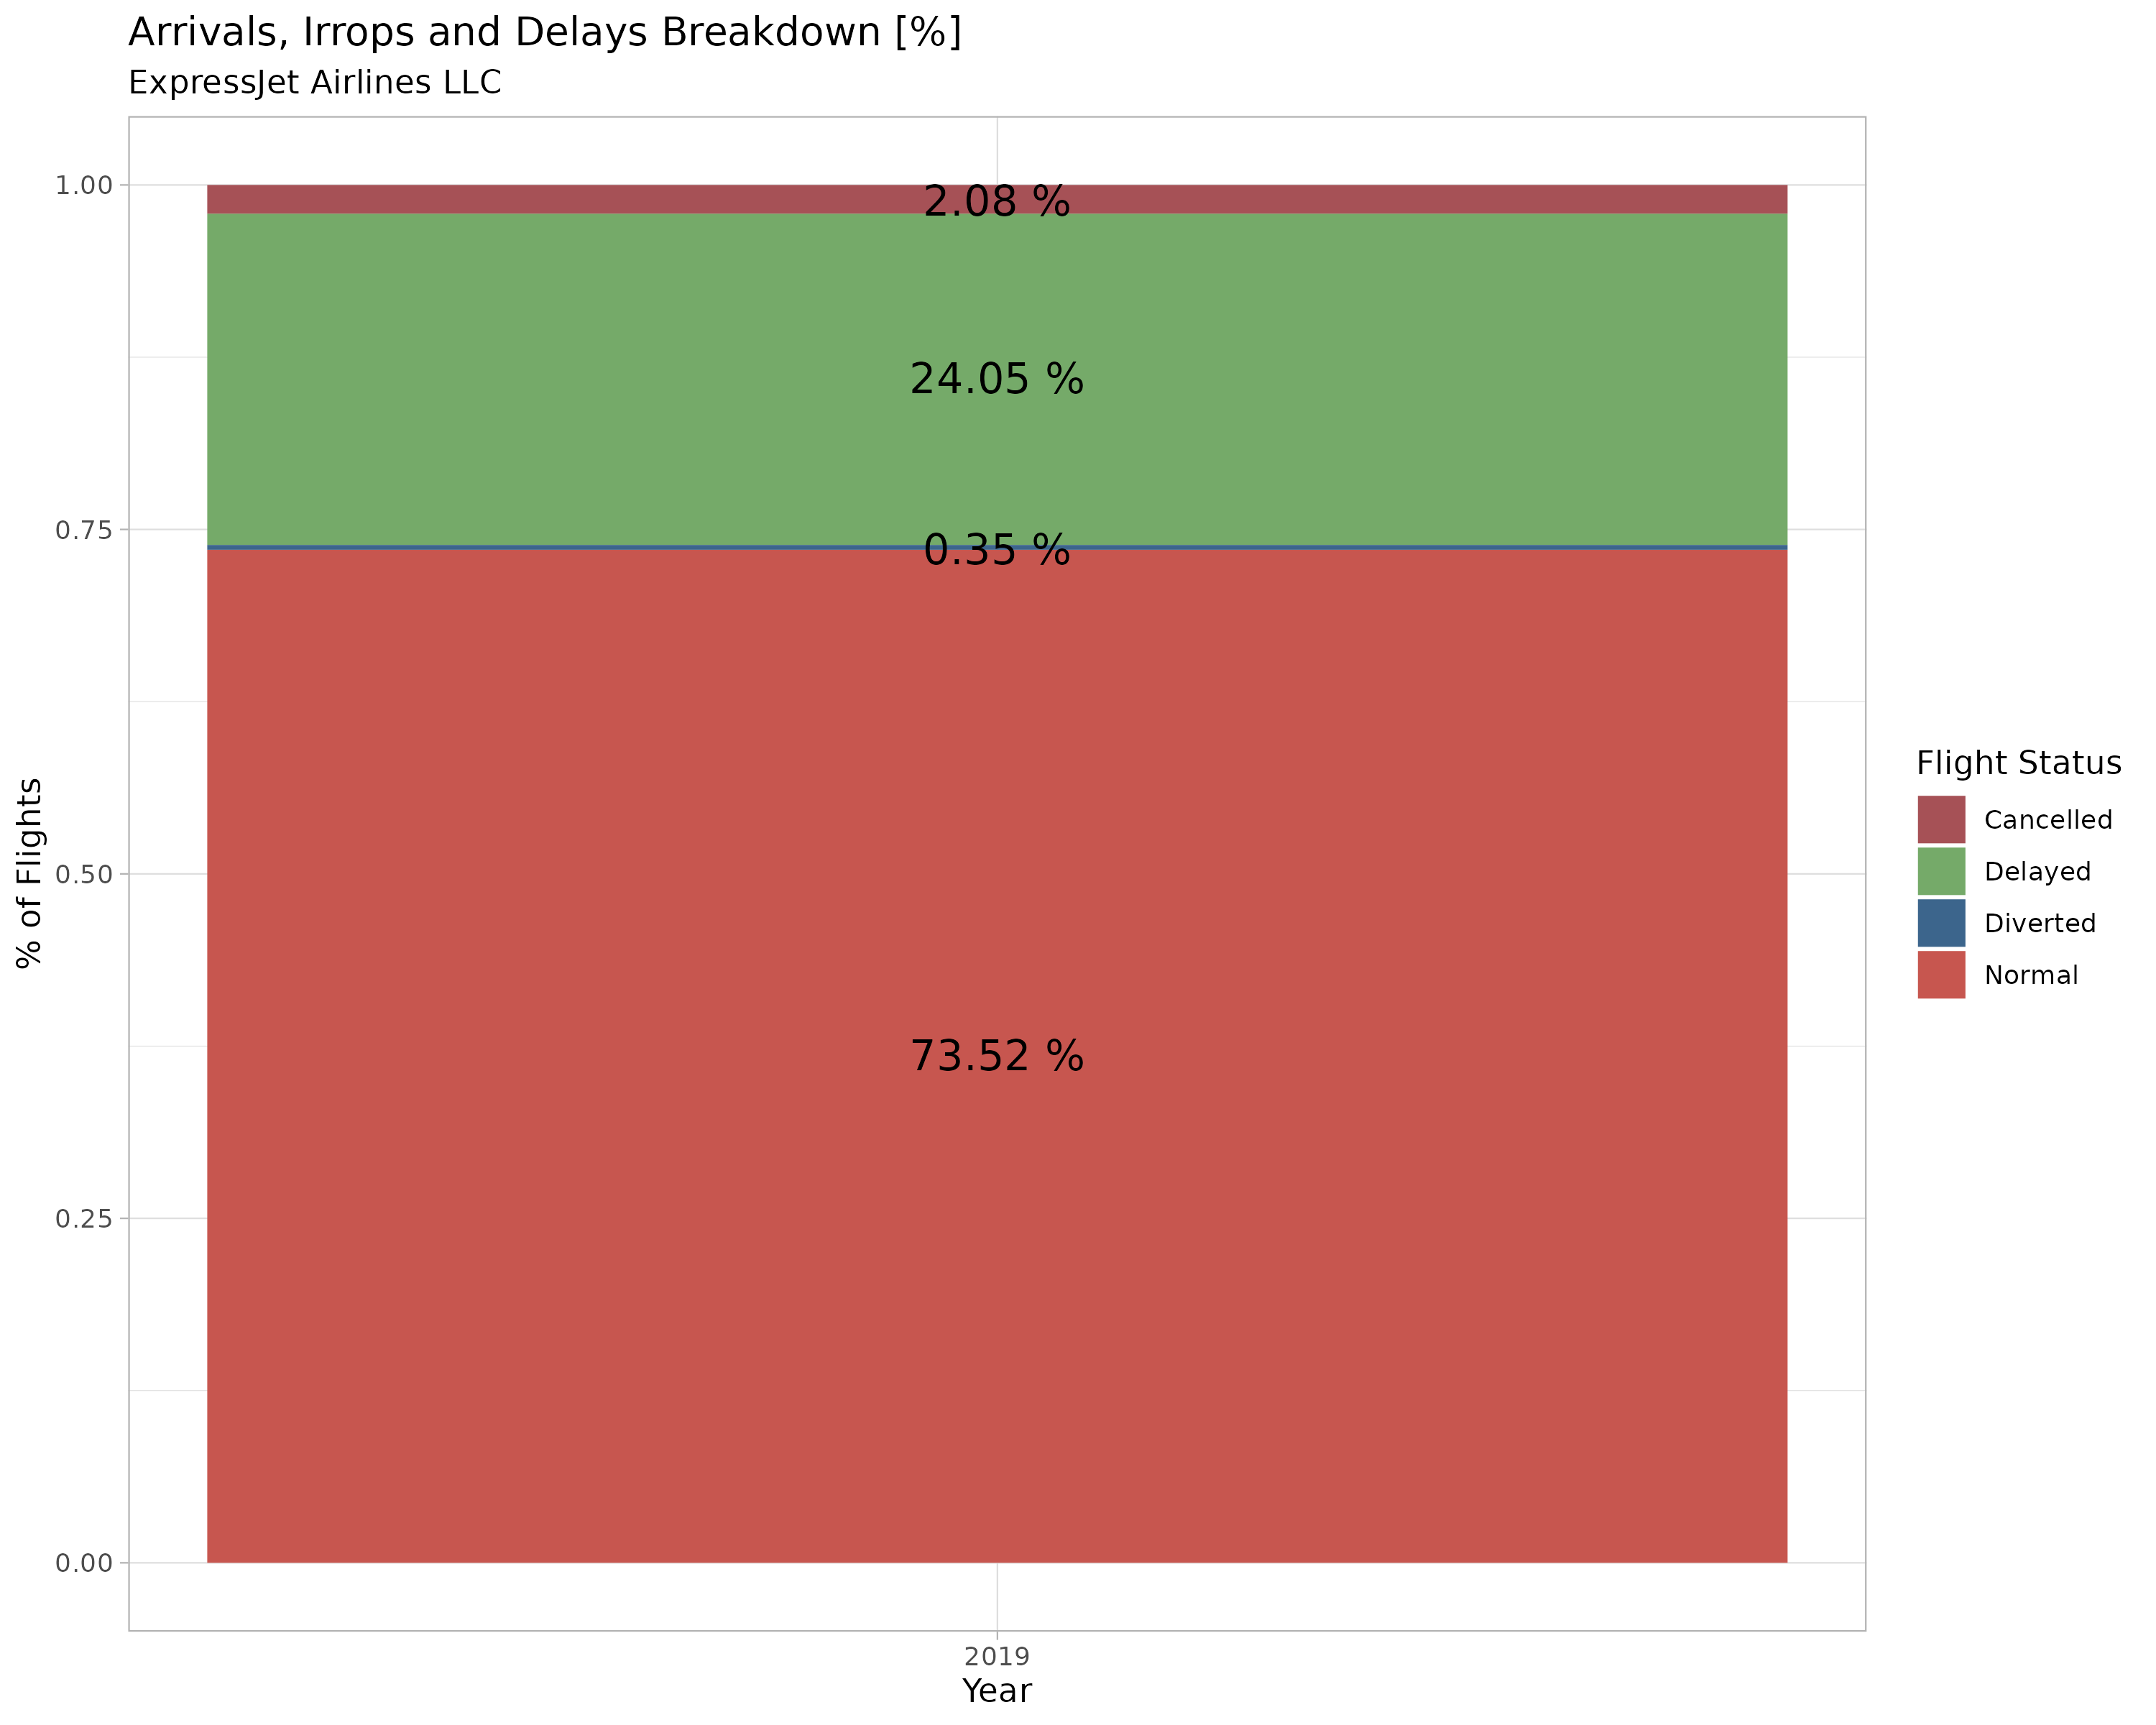 Arrivals, Irrops and Delays Breakdown [%]
ExpressJet Airlines LLC
1.00
0.75
0.50
0.25
0.00
% of Flights
2.08 %
24.05 %
0.35 %
73.52 %
2019
Year
Flight Status
Cancelled
Delayed
Diverted
Normal